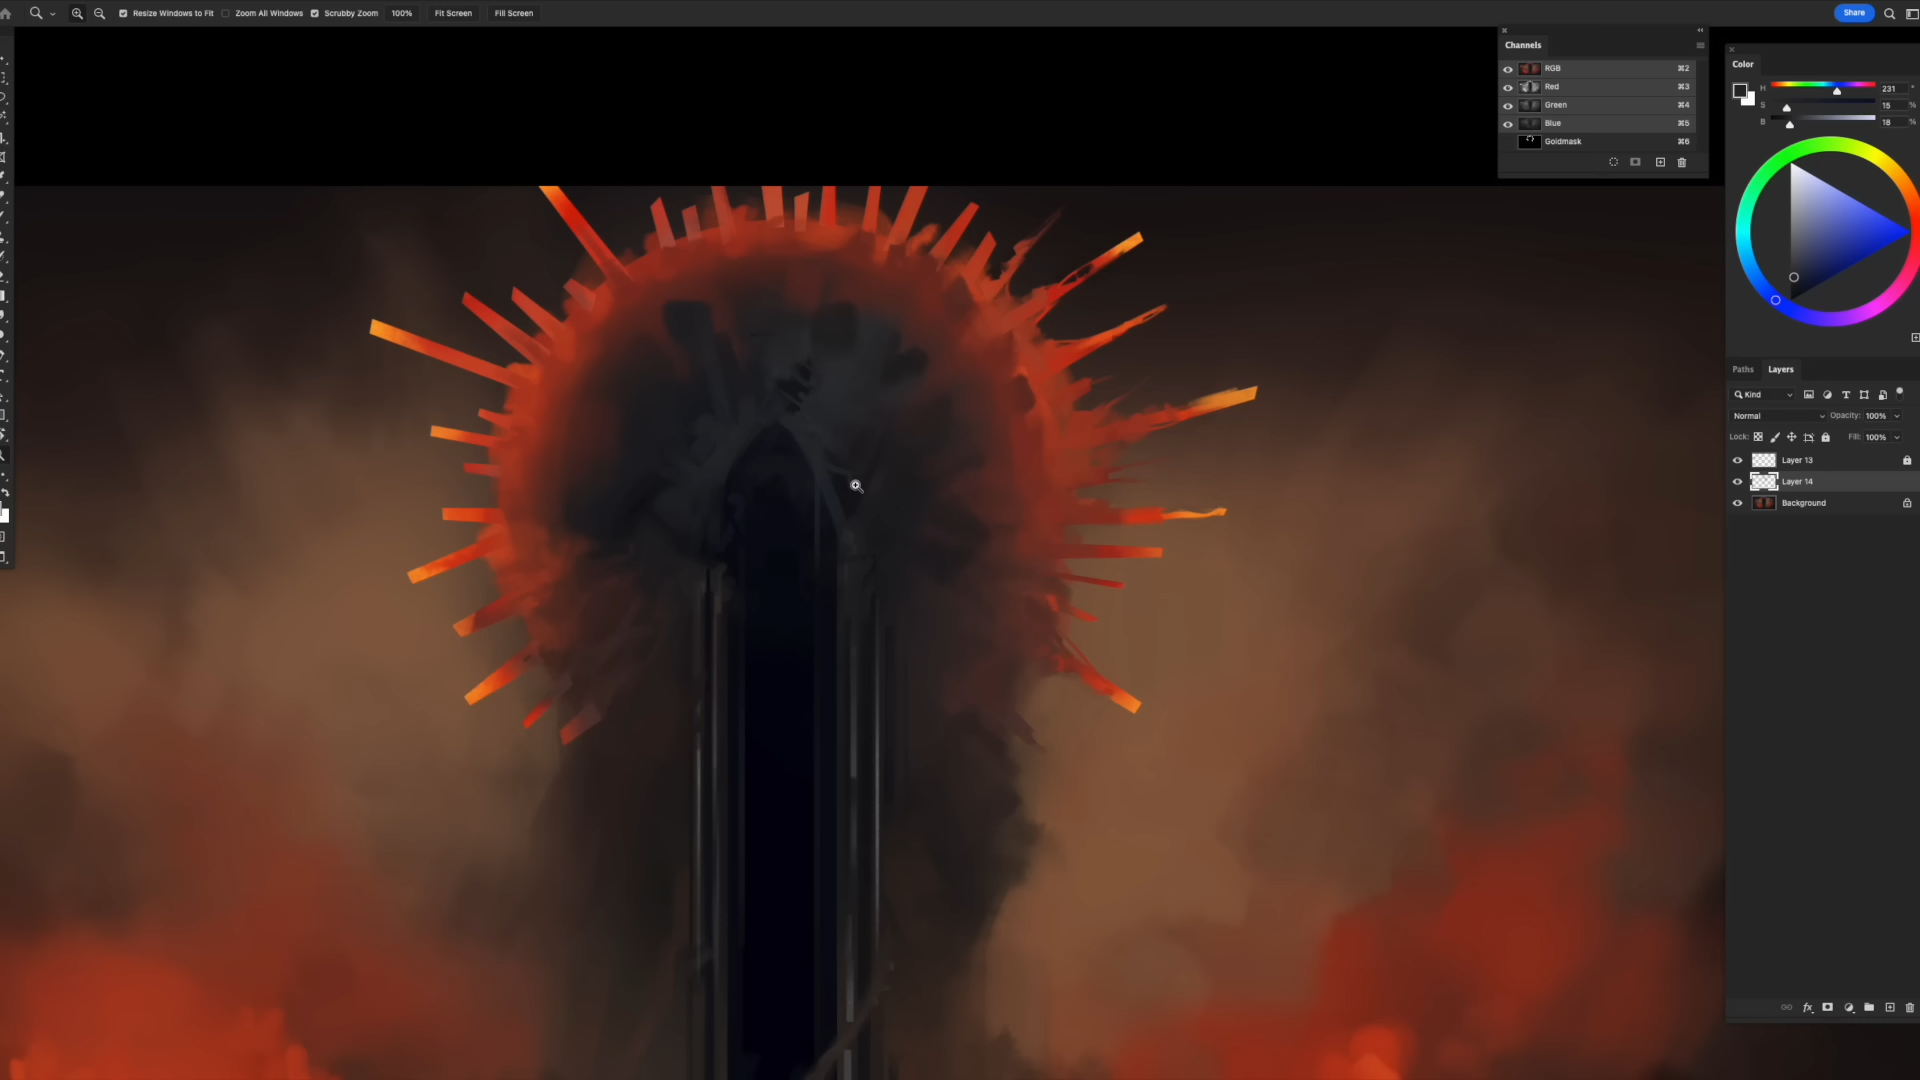 Resize Windows to Fit Zoom All Windows Scrubby Zoom 100% Fit Screen Fill Screen Share
Channels
RGB ⌘2
Red ⌘3
Green ⌘4
Blue ⌘5
Goldmask ⌘6
Color
H 231 °
S 15 %
B 18 %
Paths Layers
Kind
Normal Opacity: 100%
Lock: Fill: 100%
Layer 13
Layer 14
Background
fx